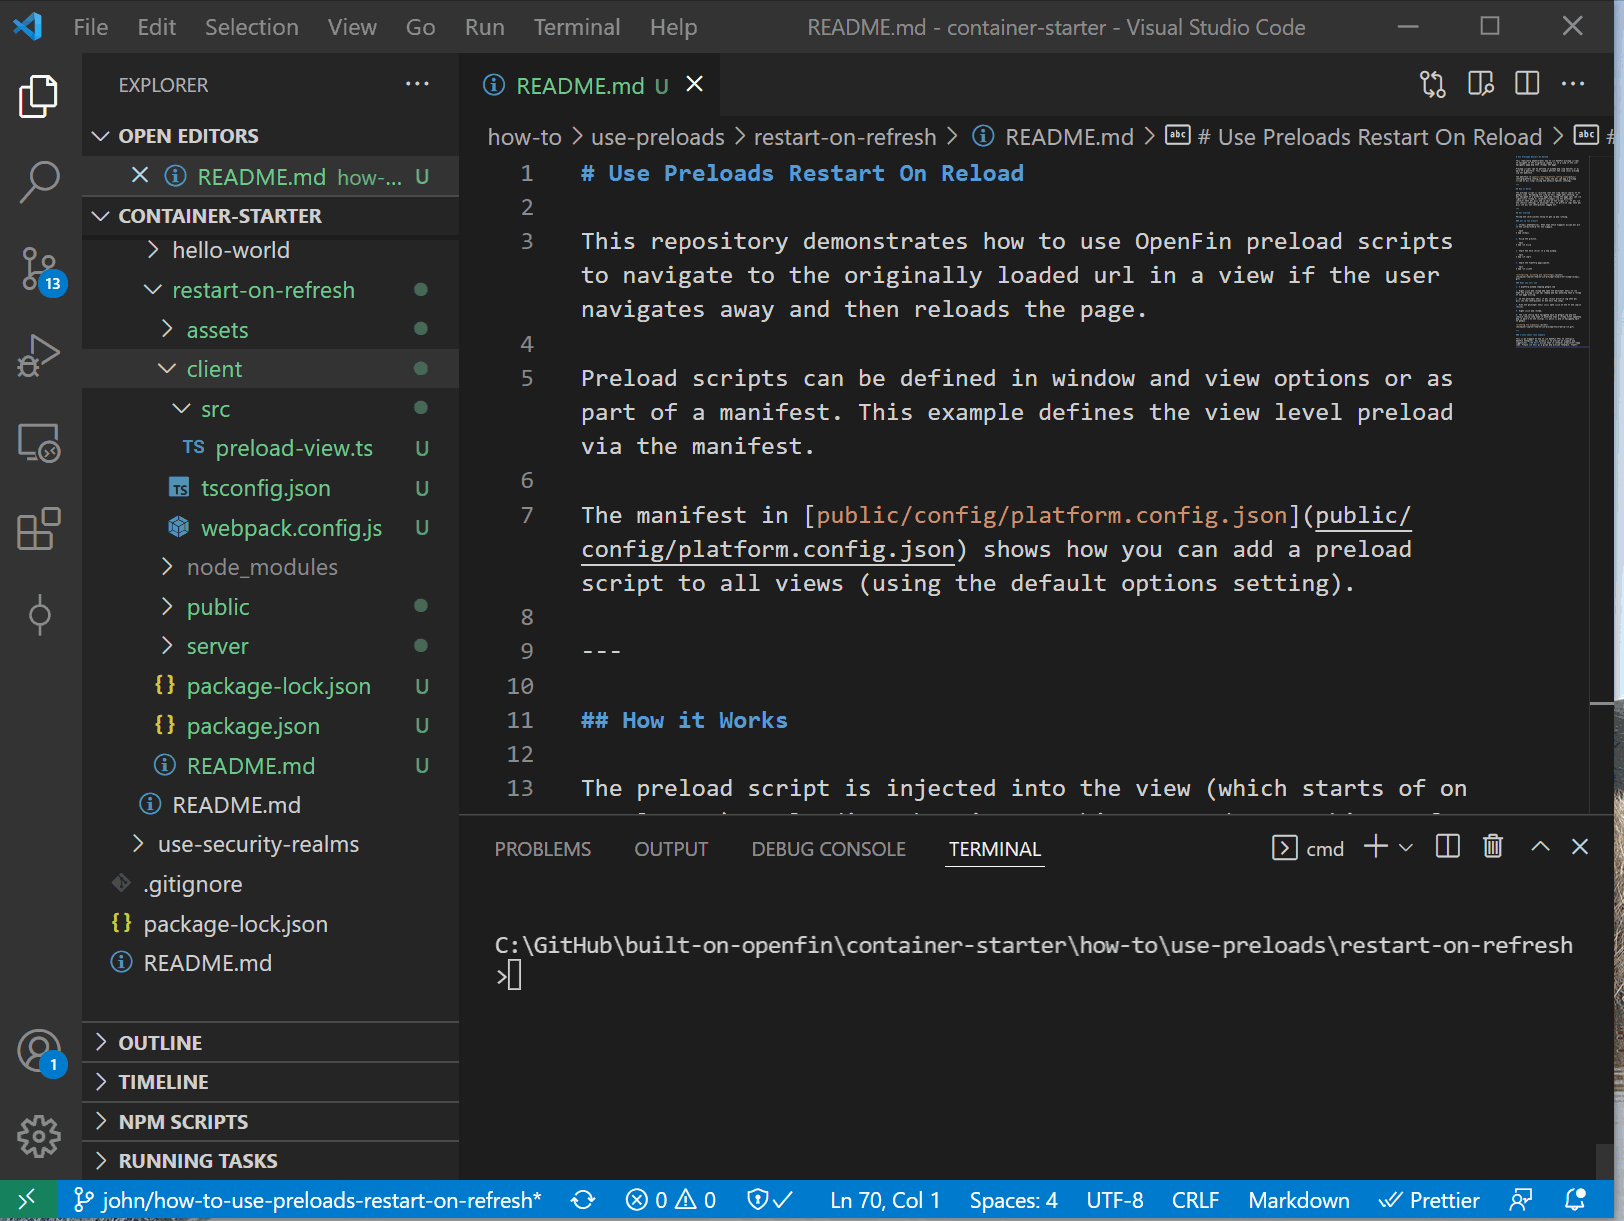 File Edit Selection View Go Run Terminal Help README.md - container-starter - Visual Studio Code
EXPLORER
OPEN EDITORS
README.md how-... U
CONTAINER-STARTER
hello-world
restart-on-refresh
assets
client
src
TS preload-view.ts U
TS tsconfig.json U
webpack.config.js U
node_modules
public
server
{} package-lock.json U
{} package.json U
README.md U
README.md
use-security-realms
.gitignore
{} package-lock.json
README.md
OUTLINE
TIMELINE
NPM SCRIPTS
RUNNING TASKS
13
1
README.md U
how-to > use-preloads > restart-on-refresh > README.md > abc # Use Preloads Restart On Reload > abc #
1 # Use Preloads Restart On Reload
2
3 This repository demonstrates how to use OpenFin preload scripts
to navigate to the originally loaded url in a view if the user
navigates away and then reloads the page.
4
5 Preload scripts can be defined in window and view options or as
part of a manifest. This example defines the view level preload
via the manifest.
6
7 The manifest in [public/config/platform.config.json](public/
config/platform.config.json) shows how you can add a preload
script to all views (using the default options setting).
8
9 ---
10
11 ## How it Works
12
13 The preload script is injected into the view (which starts of on
PROBLEMS OUTPUT DEBUG CONSOLE TERMINAL cmd
C:\GitHub\built-on-openfin\container-starter\how-to\use-preloads\restart-on-refresh
>
john/how-to-use-preloads-restart-on-refresh* 0 0 Ln 70, Col 1 Spaces: 4 UTF-8 CRLF Markdown Prettier